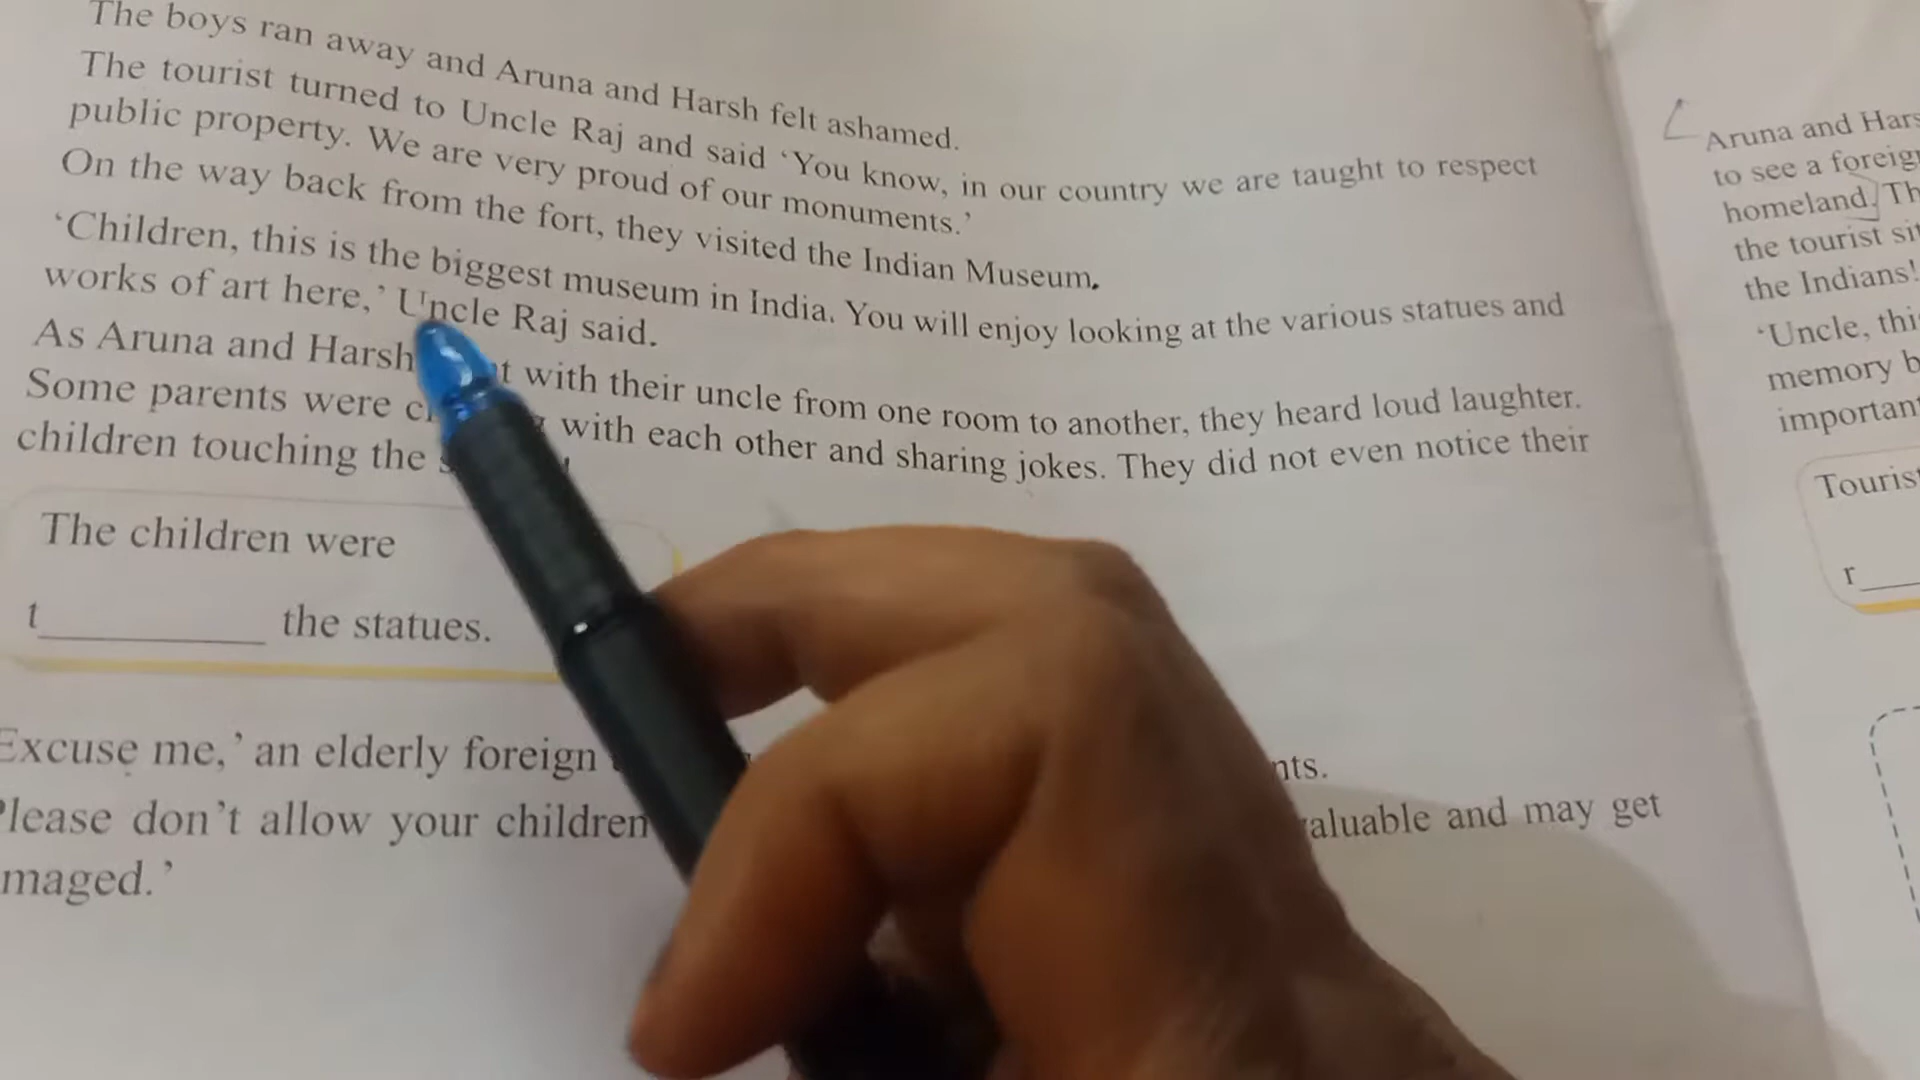 The boys ran away and Aruna and Harsh felt ashamed.
The tourist turned to Uncle Raj and said ‘You know, in our country we are taught to respect
public property. We are very proud of our monuments.’
On the way back from the fort, they visited the Indian Museum.
‘Children, this is the biggest museum in India. You will enjoy looking at the various statues and
works of art here,’ Uncle Raj said.
As Aruna and Harsh with their uncle from one room to another, they heard loud laughter.
Some parents were with each other and sharing jokes. They did not even notice their
children touching the
The children were
t__________ the statues.
Excuse me,’ an elderly foreign
Please don’t allow your children valuable and may get
maged.’
Aruna and Hars
to see a foreig
homeland. Th
the tourist sit
the Indians!
‘Uncle, thi
memory b
important
Tourist
r____